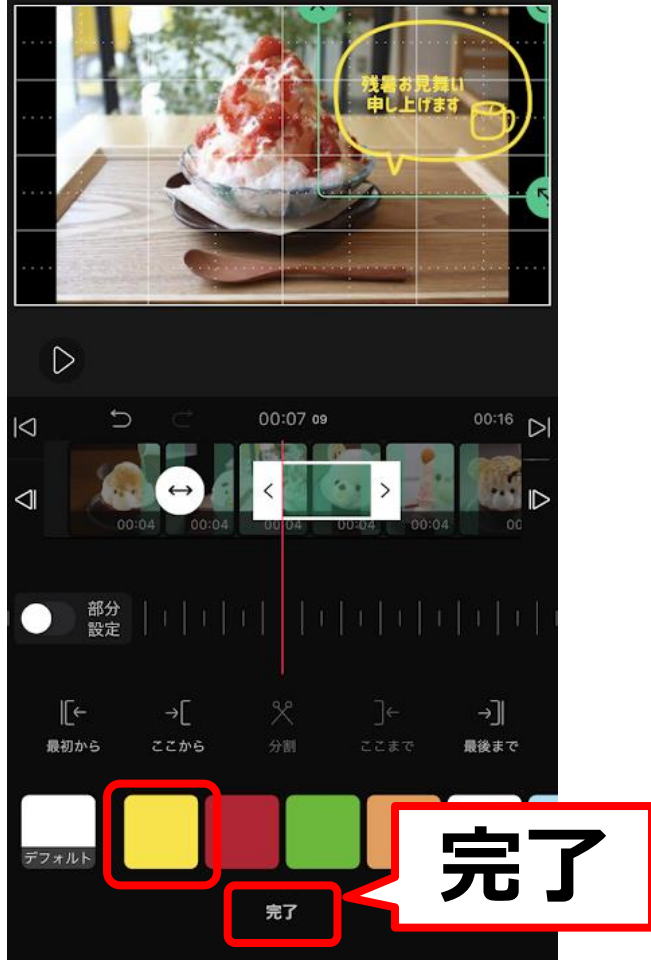 残暑お見舞い
申し上げます
00:07 09
00:16
00:04
00:04
00:04
00:04
00:04
00
部分
設定
最初から
ここから
分割
ここまで
最後まで
デフォルト
完了
完了